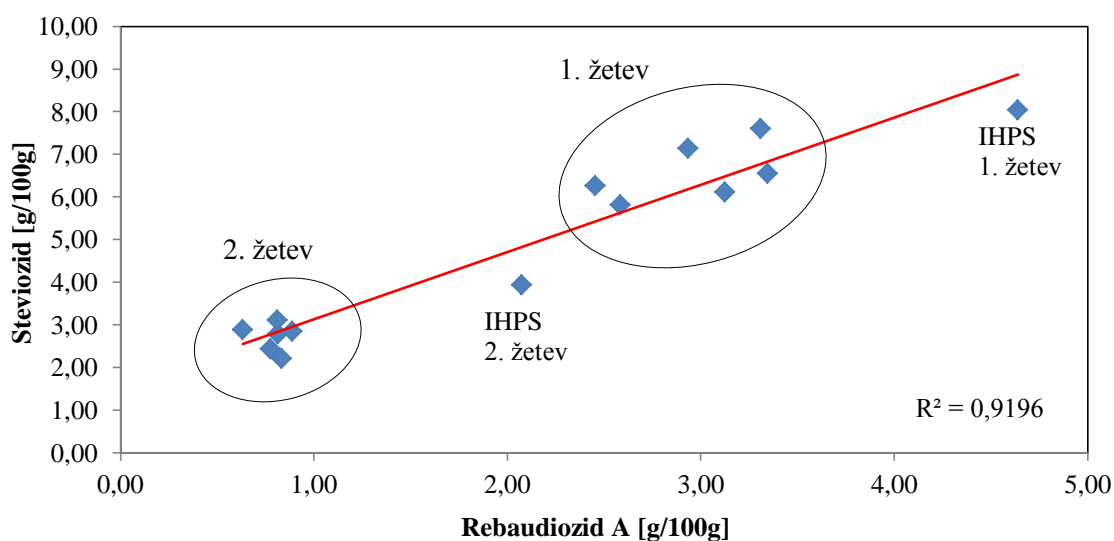 10,00
9,00
8,00
7,00
6,00
5,00
4,00
3,00
2,00
1,00
0,00
Steviozid [g/100g]
1. žetev
IHPS
1. žetev
2. žetev
IHPS
2. žetev
R² = 0,9196
0,00 1,00 2,00 3,00 4,00 5,00
Rebaudiozid A [g/100g]